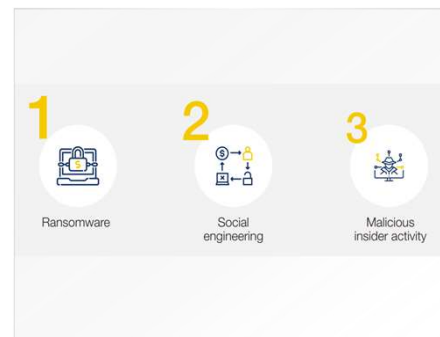 1
2
3
Ransomware
Social
engineering
Malicious
insider activity